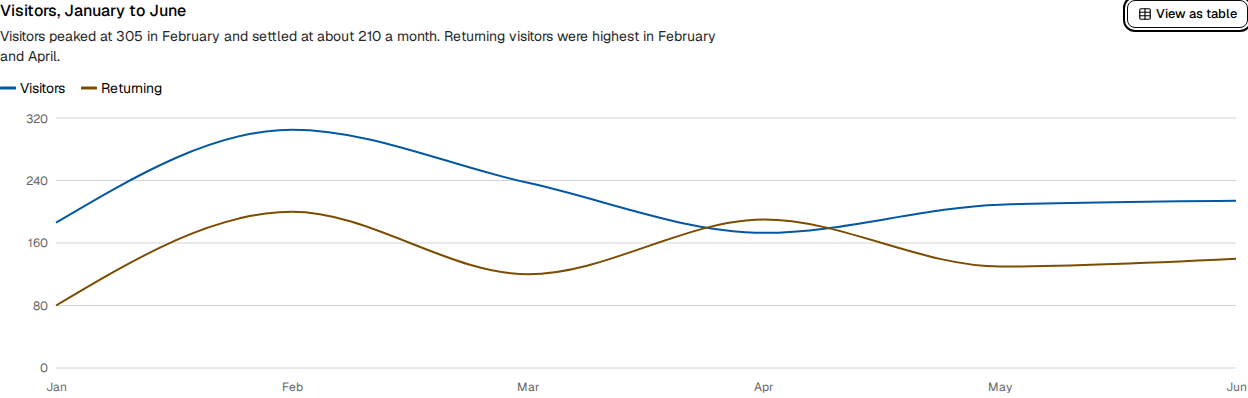 Visitors, January to June
View as table
Visitors peaked at 305 in February and settled at about 210 a month. Returning visitors were highest in February
and April.
Visitors
Returning
320
240
160
80
0
Jan
Feb
Mar
Apr
May
Jun